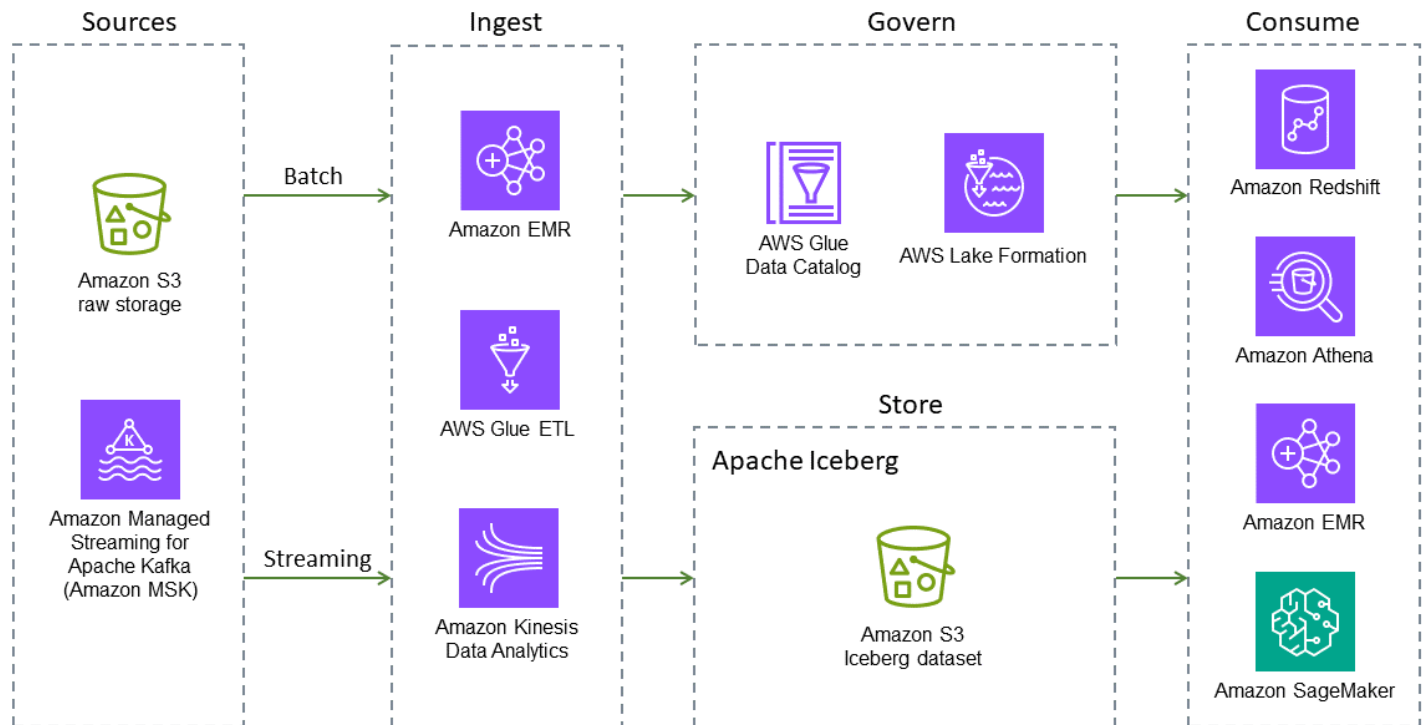 Sources
Ingest
Govern
Consume
Batch
Streaming
Amazon S3
raw storage
Amazon Managed
Streaming for
Apache Kafka
(Amazon MSK)
K
Amazon EMR
AWS Glue ETL
Amazon Kinesis
Data Analytics
AWS Glue
Data Catalog
AWS Lake Formation
Store
Apache Iceberg
Amazon S3
Iceberg dataset
Amazon Redshift
Amazon Athena
Amazon EMR
Amazon SageMaker